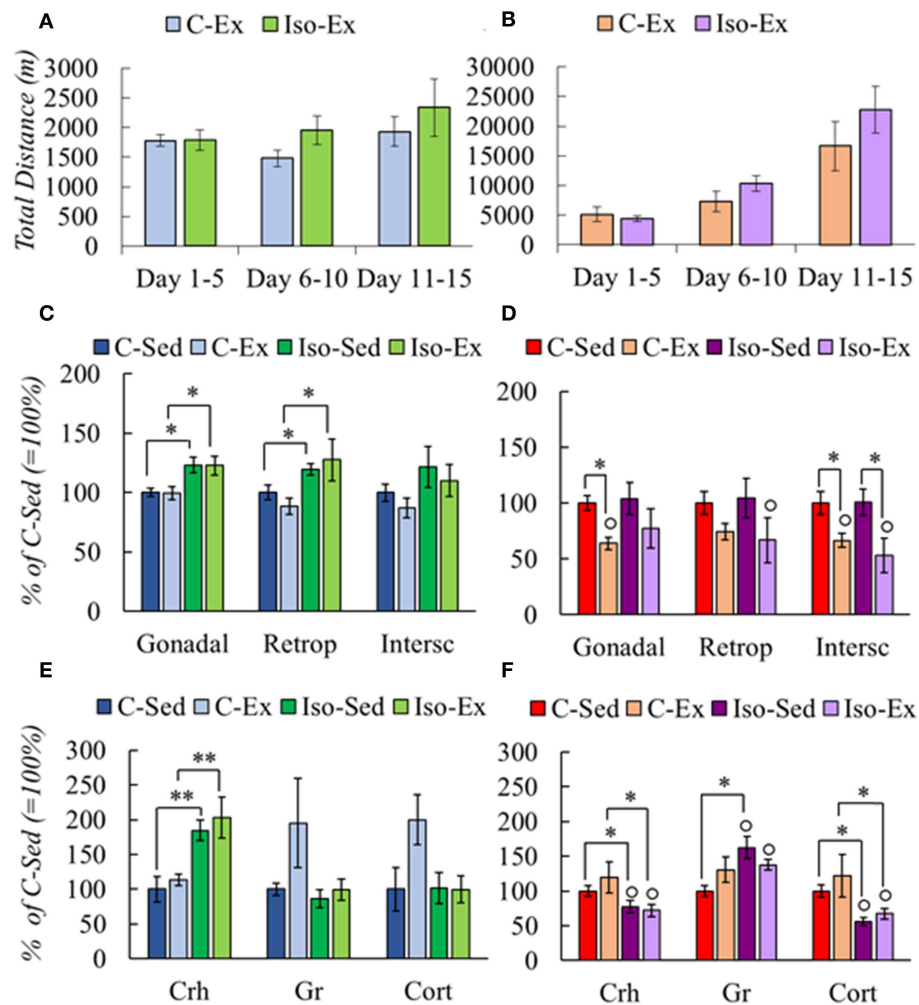 A
C-Ex Iso-Ex
Total Distance (m)
3000
2500
2000
1500
1000
500
0
Day 1-5 Day 6-10 Day 11-15
B
C-Ex Iso-Ex
30000
25000
20000
15000
10000
5000
0
Day 1-5 Day 6-10 Day 11-15
C
C-Sed C-Ex Iso-Sed Iso-Ex
% of C-Sed (=100%)
200
150
100
50
0
* *
* *
Gonadal Retrop Intersc
D
C-Sed C-Ex Iso-Sed Iso-Ex
200
150
100
50
0
* * *
Gonadal Retrop Intersc
E
C-Sed C-Ex Iso-Sed Iso-Ex
% of C-Sed (=100%)
300
250
200
150
100
50
0
**
**
Crh Gr Cort
F
C-Sed C-Ex Iso-Sed Iso-Ex
300
250
200
150
100
50
0
* * *
* *
Crh Gr Cort